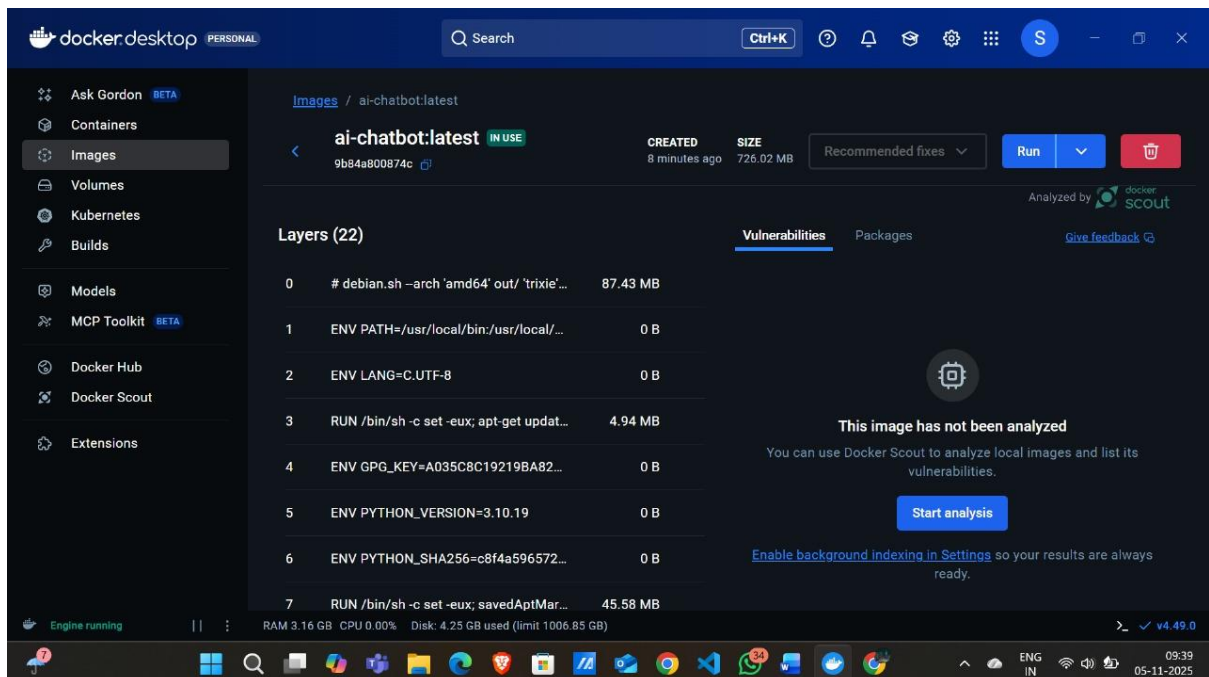 docker.desktop PERSONAL
Search
Ctrl+K
S
Ask Gordon BETA
Containers
Images
Volumes
Kubernetes
Builds
Models
MCP Toolkit BETA
Docker Hub
Docker Scout
Extensions
Images / ai-chatbot:latest
ai-chatbot:latest IN USE
9b84a800874c
CREATED
8 minutes ago
SIZE
726.02 MB
Recommended fixes
Run
Analyzed by docker scout
Layers (22)
Vulnerabilities
Packages
Give feedback
0 # debian.sh --arch 'amd64' out/ 'trixie'... 87.43 MB
1 ENV PATH=/usr/local/bin:/usr/local/... 0 B
2 ENV LANG=C.UTF-8 0 B
3 RUN /bin/sh -c set -eux; apt-get updat... 4.94 MB
4 ENV GPG_KEY=A035C8C19219BA82... 0 B
5 ENV PYTHON_VERSION=3.10.19 0 B
6 ENV PYTHON_SHA256=c8f4a596572... 0 B
7 RUN /bin/sh -c set -eux; savedAptMar... 45.58 MB
This image has not been analyzed
You can use Docker Scout to analyze local images and list its
vulnerabilities.
Start analysis
Enable background indexing in Settings so your results are always
ready.
Engine running
RAM 3.16 GB CPU 0.00% Disk: 4.25 GB used (limit 1006.85 GB)
v4.49.0
7
34
ENG
IN
09:39
05-11-2025